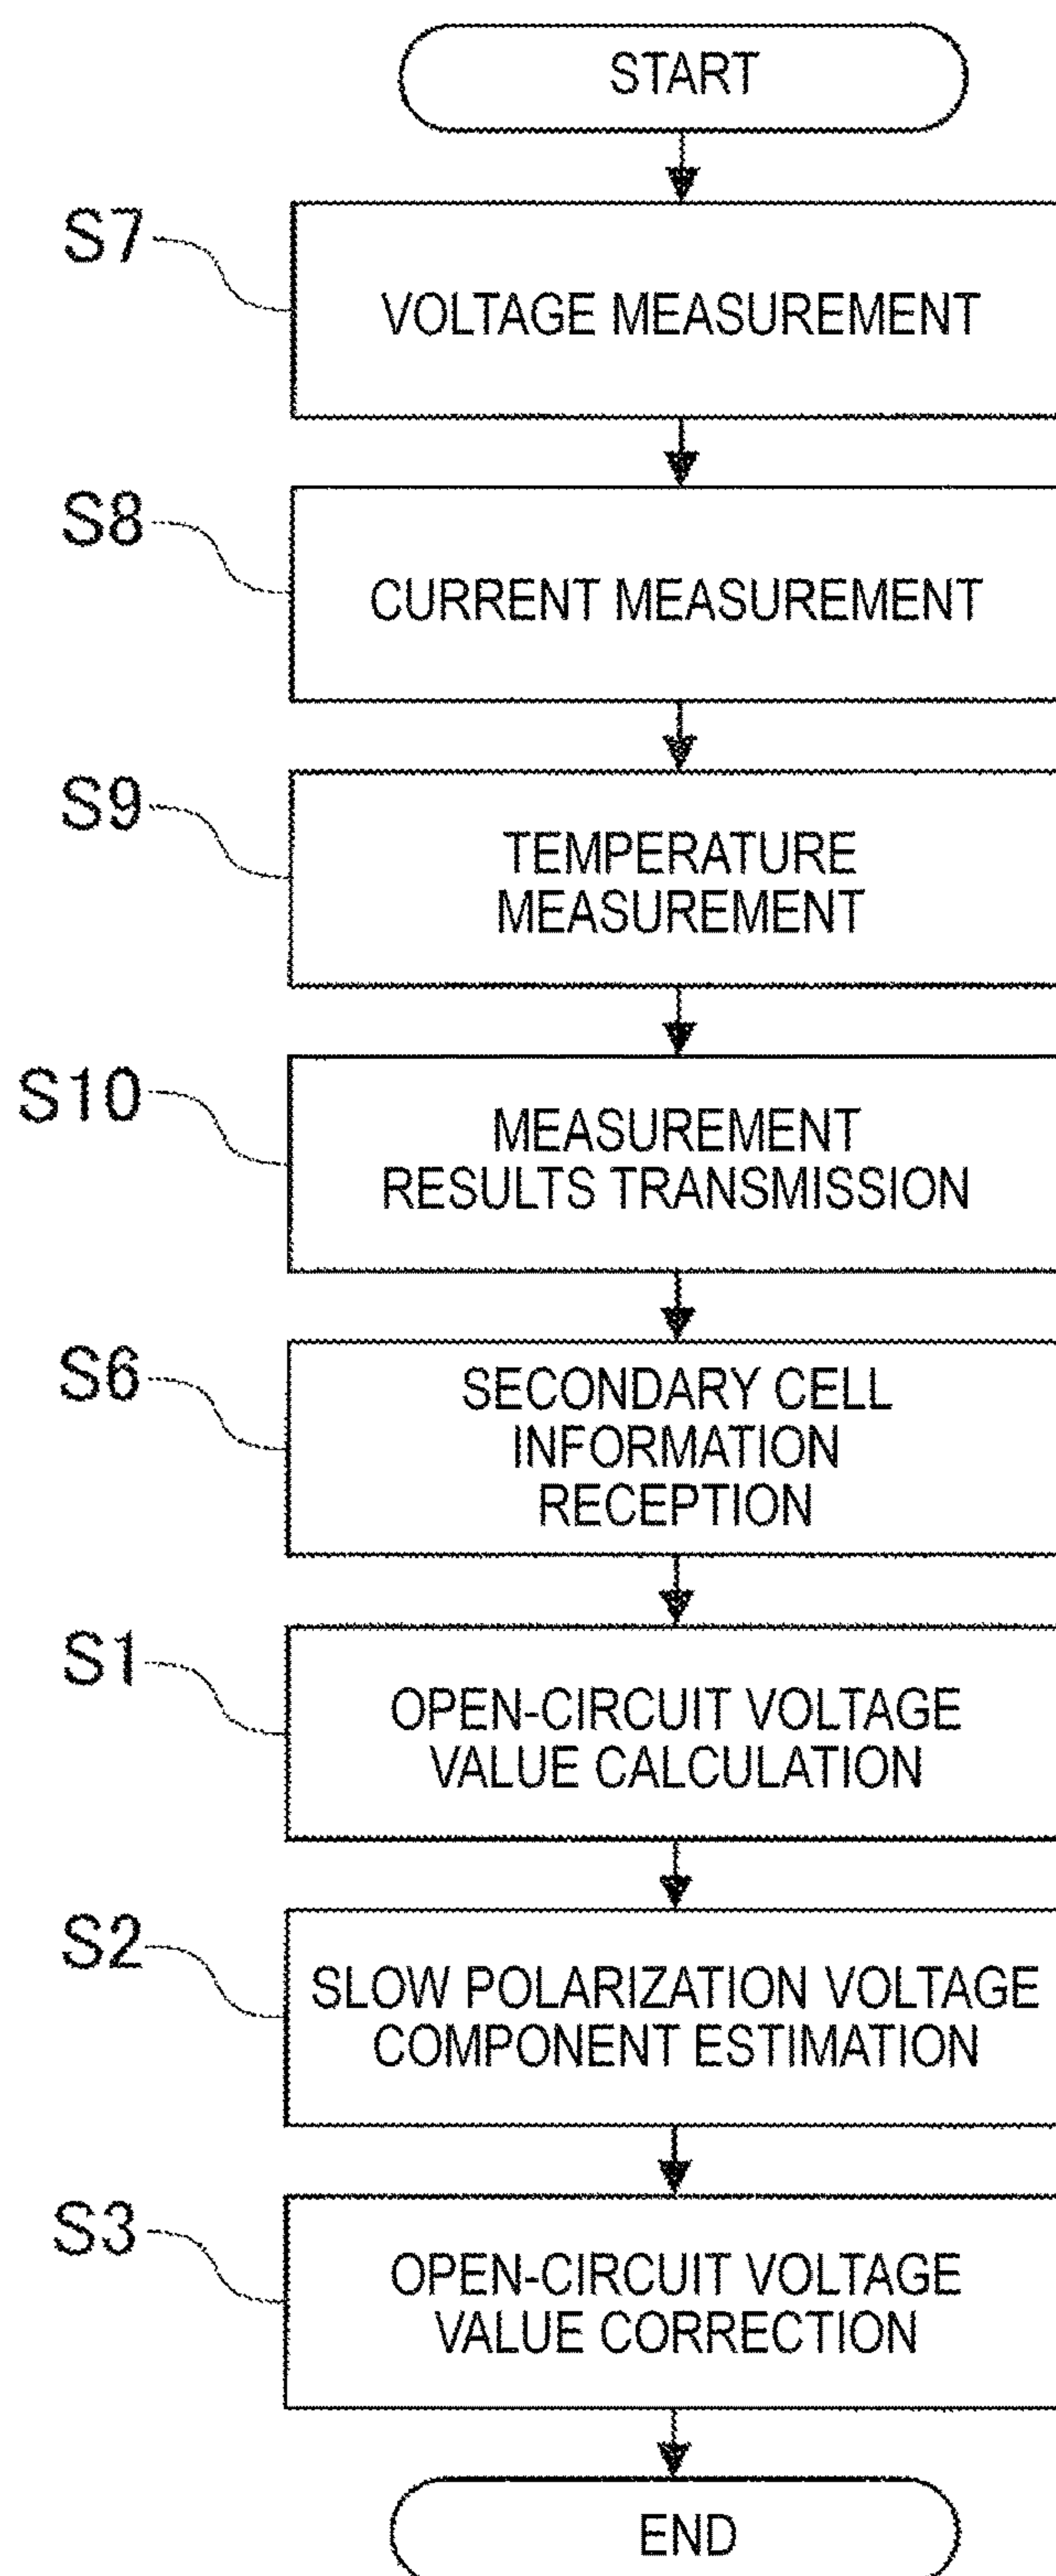 START
S7
VOLTAGE MEASUREMENT
S8
CURRENT MEASUREMENT
S9
TEMPERATURE
MEASUREMENT
S10
MEASUREMENT
RESULTS TRANSMISSION
S6
SECONDARY CELL
INFORMATION
RECEPTION
S1
OPEN-CIRCUIT VOLTAGE
VALUE CALCULATION
S2
SLOW POLARIZATION VOLTAGE
COMPONENT ESTIMATION
S3
OPEN-CIRCUIT VOLTAGE
VALUE CORRECTION
END